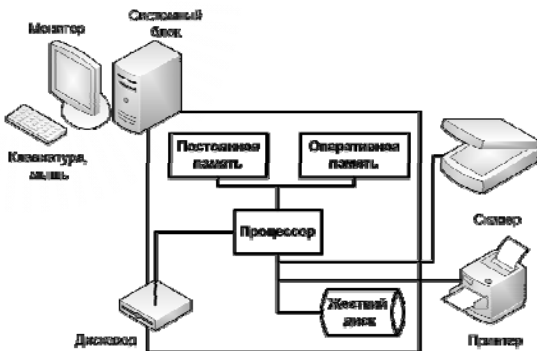 Монитор
Системный
блок
Клавиатура,
мышь
Постоянная
память
Оперативная
память
Процессор
Сканер
Дисковод
Жесткий
диск
Принтер